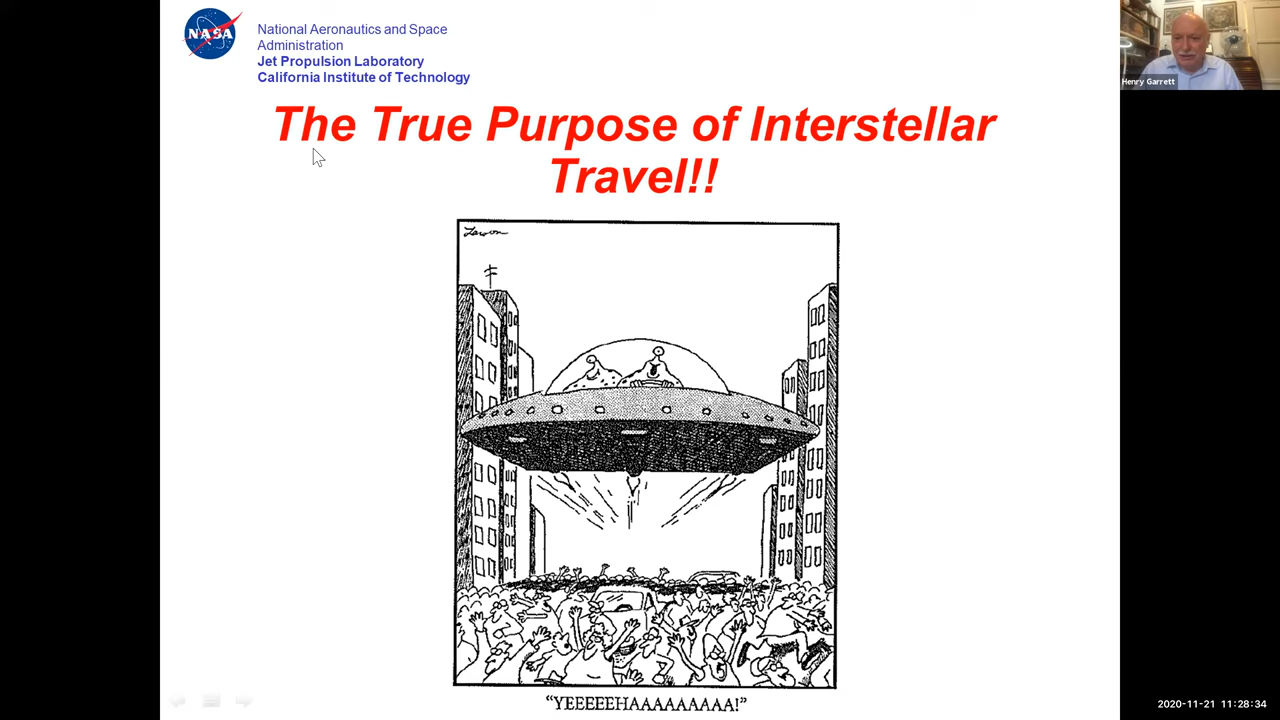 NASA
National Aeronautics and Space
Administration
Jet Propulsion Laboratory
California Institute of Technology
Henry Garrett
The True Purpose of Interstellar
Travel!!
Larson
"YEEEEEHAAAAAAAAA!"
2020-11-21 11:28:34